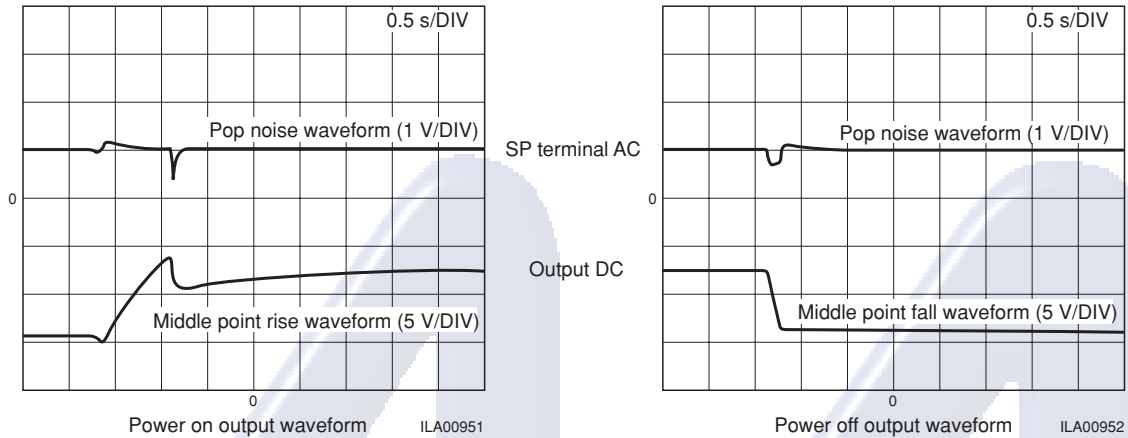 0.5 s/DIV
Pop noise waveform (1 V/DIV)
0
Middle point rise waveform (5 V/DIV)
0
Power on output waveform
ILA00951
SP terminal AC
Output DC
0.5 s/DIV
Pop noise waveform (1 V/DIV)
0
Middle point fall waveform (5 V/DIV)
0
Power off output waveform
ILA00952